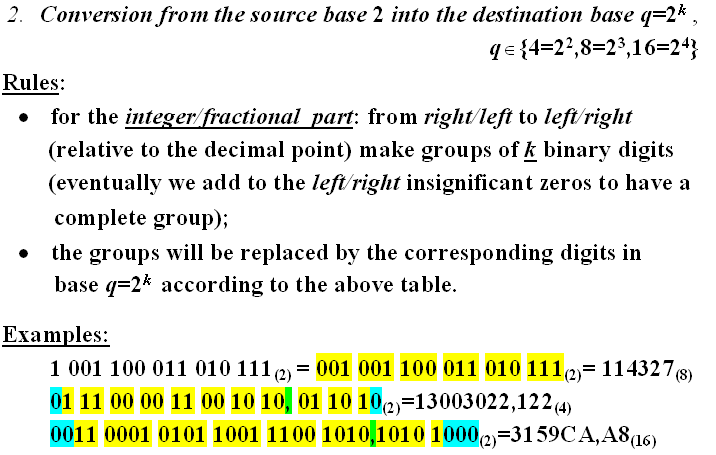 2. Conversion from the source base 2 into the destination base q=2ᵏ ,
q∈{4=2²,8=2³,16=2⁴}
Rules:
• for the integer/fractional part: from right/left to left/right
(relative to the decimal point) make groups of k binary digits
(eventually we add to the left/right insignificant zeros to have a
complete group);
• the groups will be replaced by the corresponding digits in
base q=2ᵏ according to the above table.
Examples:
1 001 100 011 010 111₍₂₎ = 001 001 100 011 010 111₍₂₎= 114327₍₈₎
01 11 00 00 11 00 10 10, 01 10 10₍₂₎=13003022,122₍₄₎
0011 0001 0101 1001 1100 1010,1010 1000₍₂₎=3159CA,A8₍₁₆₎